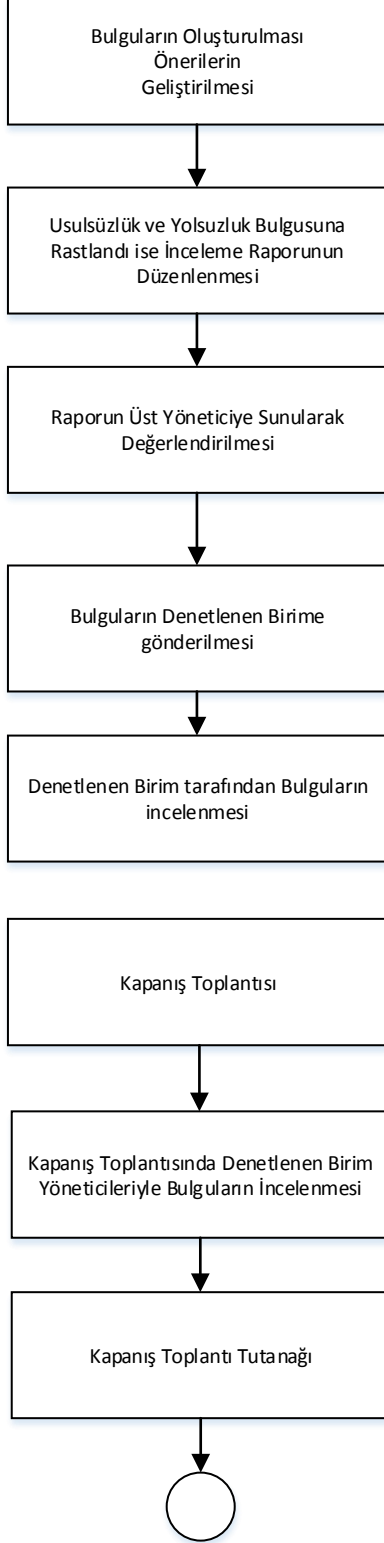 Bulguların Oluşturulması
Önerilerin
Geliştirilmesi
Usulsüzlük ve Yolsuzluk Bulgusuna
Rastlandı ise İnceleme Raporunun
Düzenlenmesi
Raporun Üst Yöneticiye Sunularak
Değerlendirilmesi
Bulguların Denetlenen Birime
gönderilmesi
Denetlenen Birim tarafından Bulguların
incelenmesi
Kapanış Toplantısı
Kapanış Toplantısında Denetlenen Birim
Yöneticileriyle Bulguların İncelenmesi
Kapanış Toplantı Tutanağı